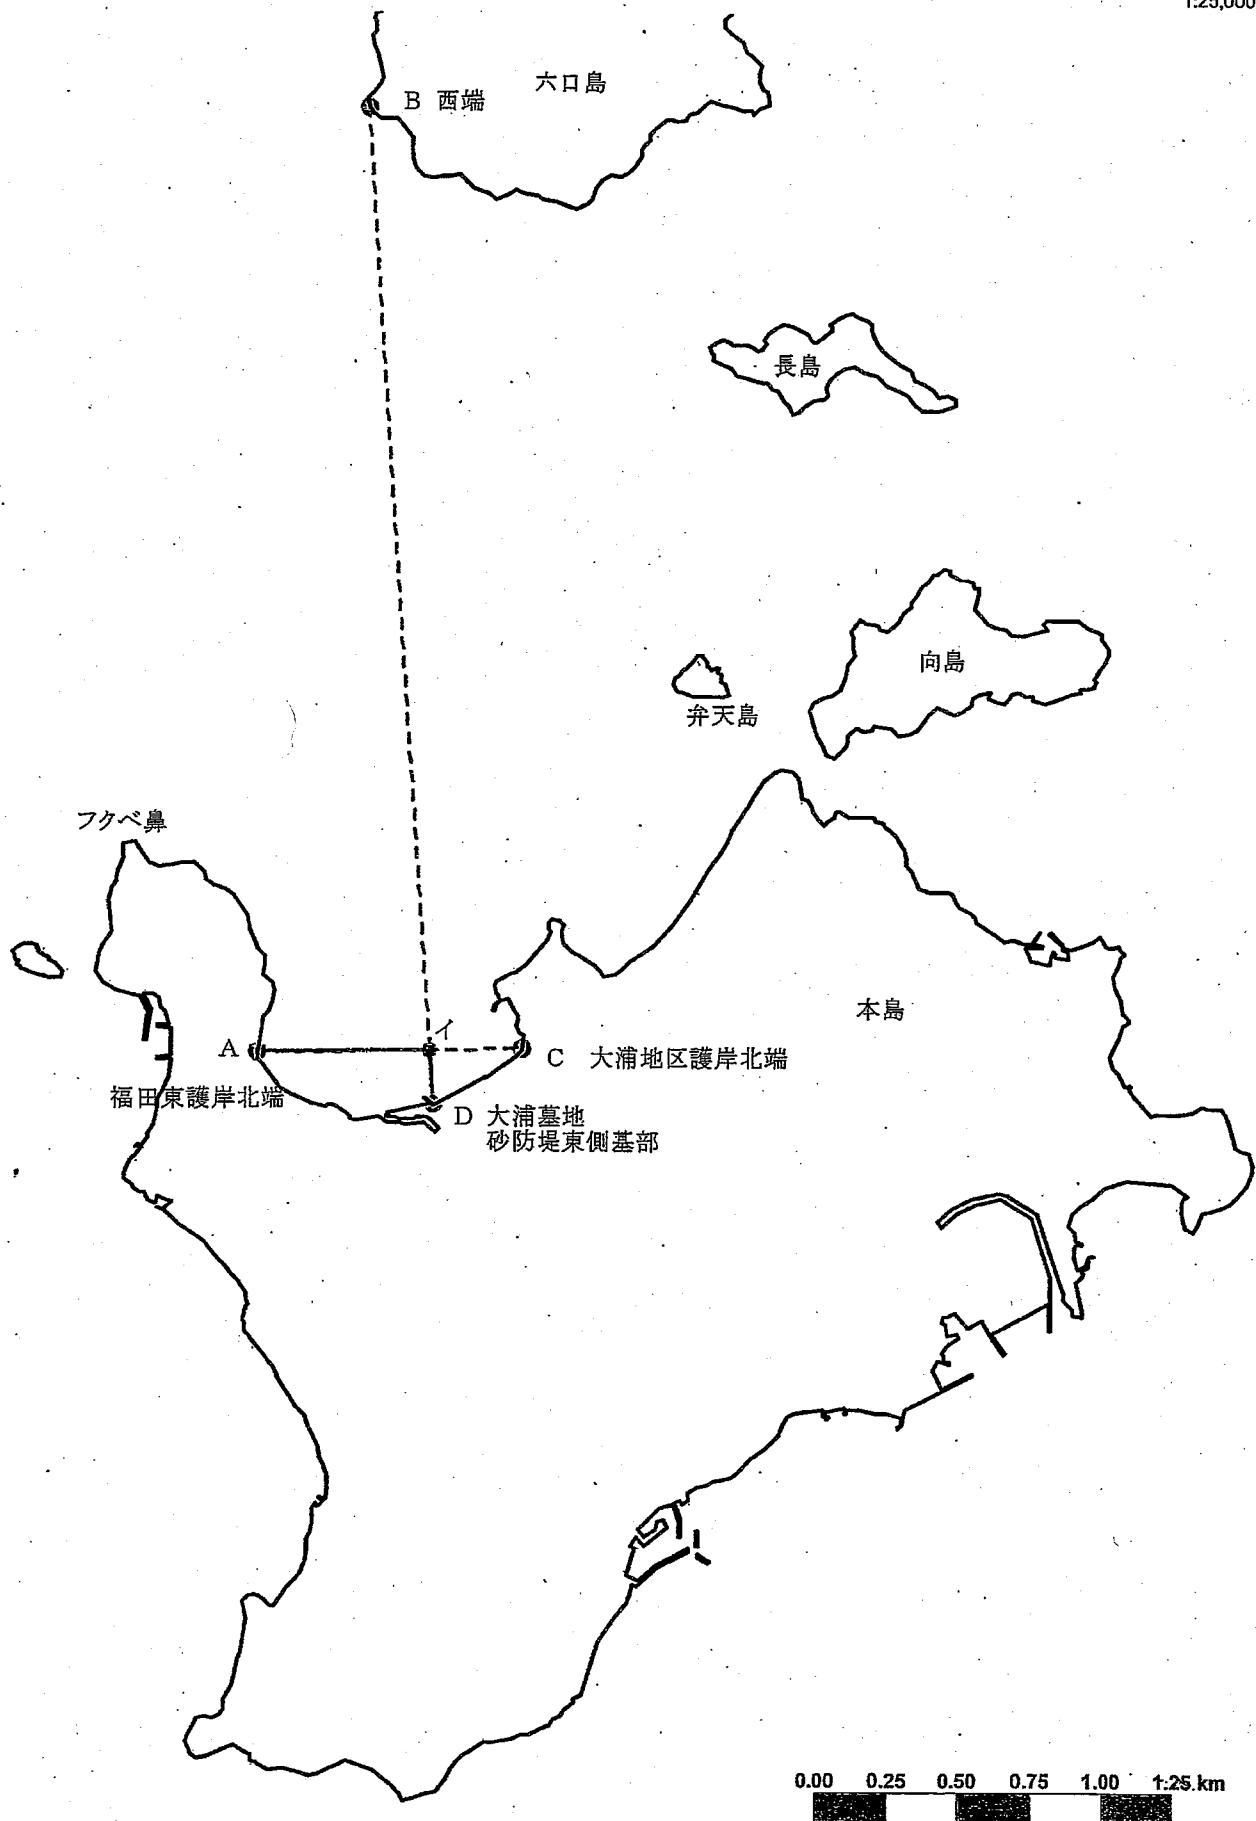 1:25,000
六口島
B 西端
長島
向島
弁天島
フクベ鼻
本島
イ
A
C 大浦地区護岸北端
福田東護岸北端
D 大浦墓地
砂防堤東側基部
0.00 0.25 0.50 0.75 1.00 1:25 km